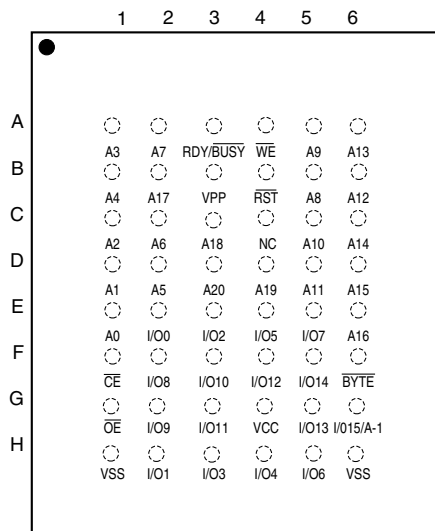 1 2 3 4 5 6
A
A3 A7 RDY/BUSY WE A9 A13
B
A4 A17 VPP RST A8 A12
C
A2 A6 A18 NC A10 A14
D
A1 A5 A20 A19 A11 A15
E
A0 I/O0 I/O2 I/O5 I/O7 A16
F
CE I/O8 I/O10 I/O12 I/O14 BYTE
G
OE I/O9 I/O11 VCC I/O13 I/015/A-1
H
VSS I/O1 I/O3 I/O4 I/O6 VSS